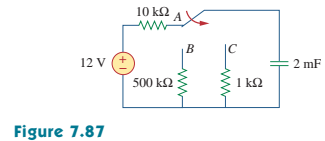 10 kΩ
A
B
C
12 V
+
−
500 kΩ
1 kΩ
2 mF
Figure 7.87